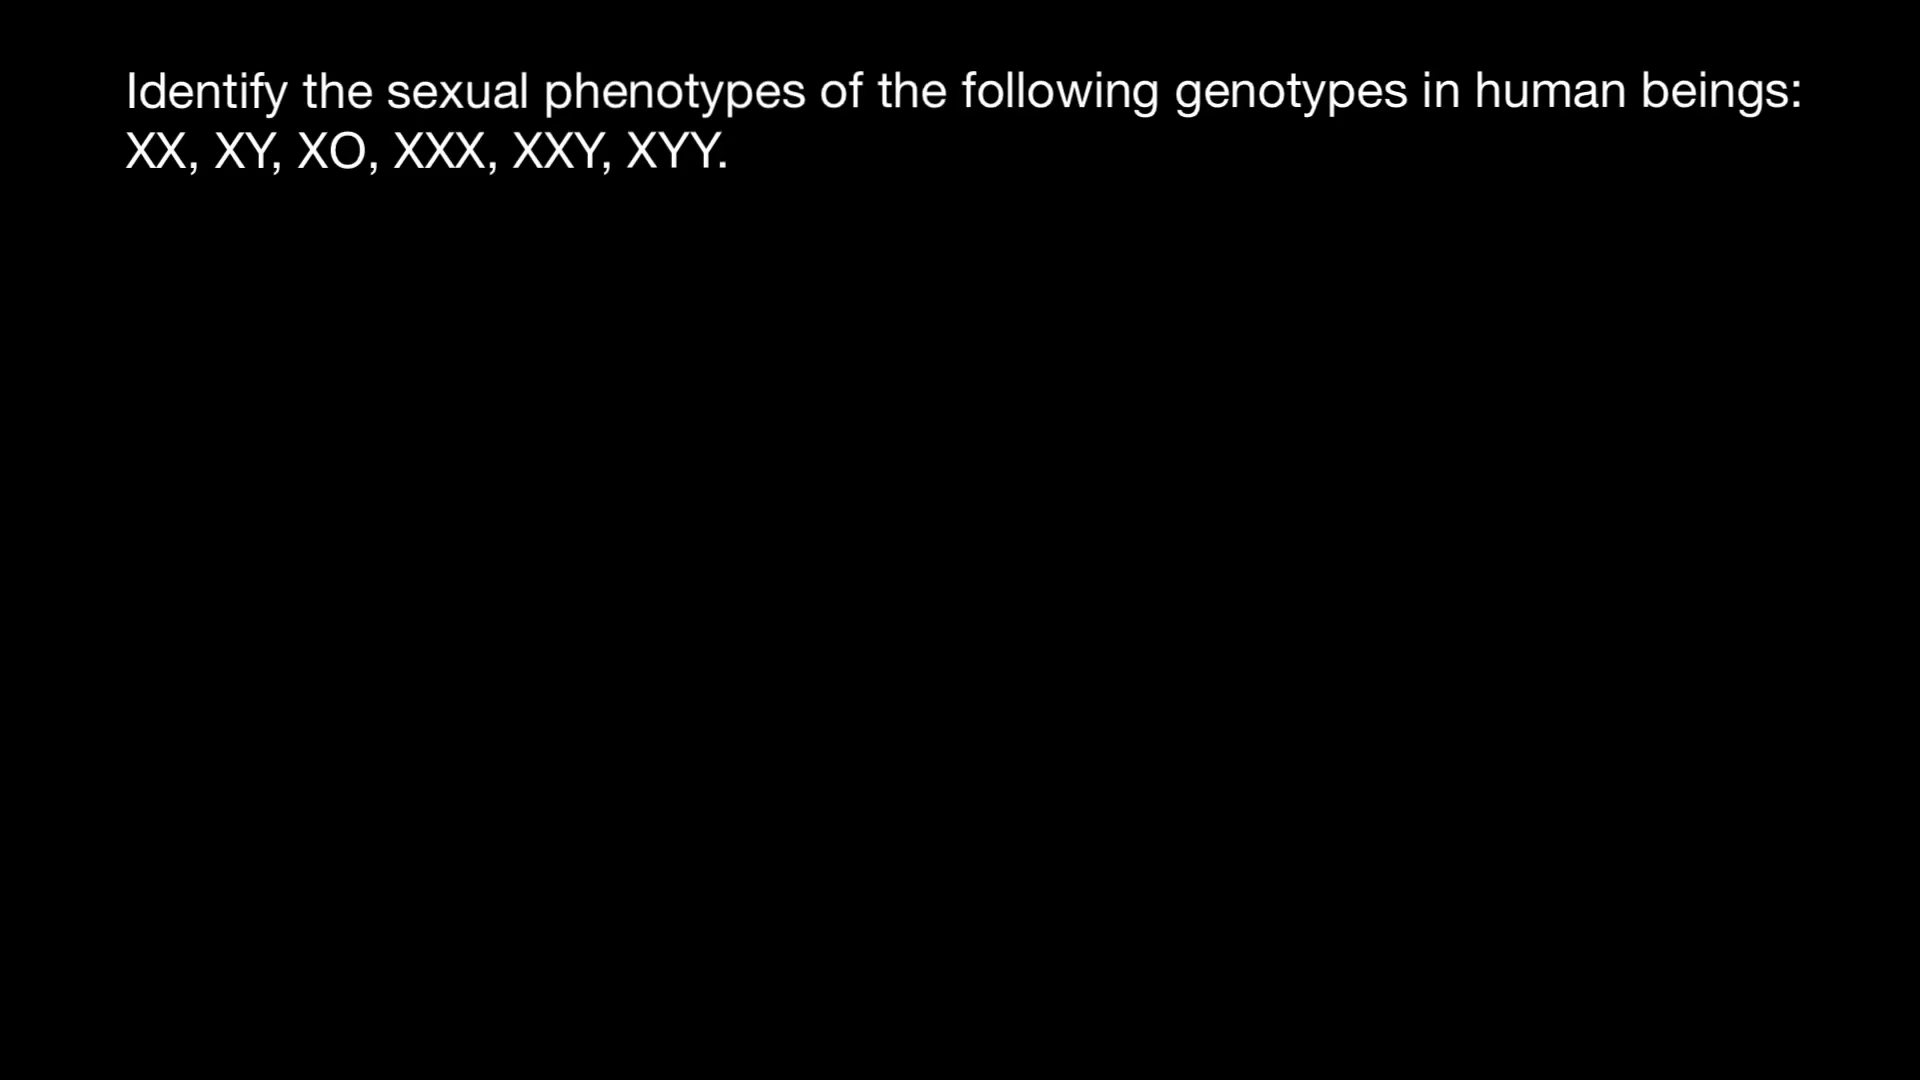 Identify the sexual phenotypes of the following genotypes in human beings:
XX, XY, XO, XXX, XXY, XYY.